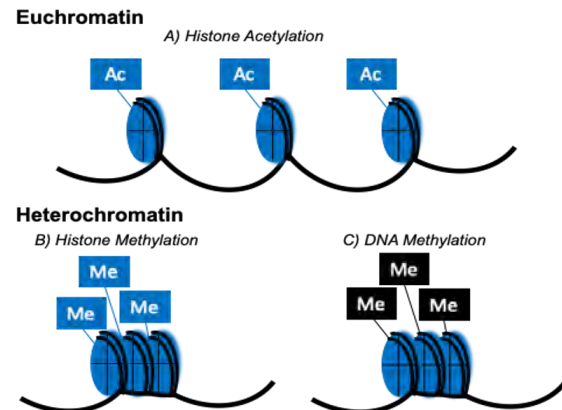 Euchromatin
A) Histone Acetylation
Ac Ac Ac
Heterochromatin
B) Histone Methylation
Me
Me
Me
C) DNA Methylation
Me
Me
Me